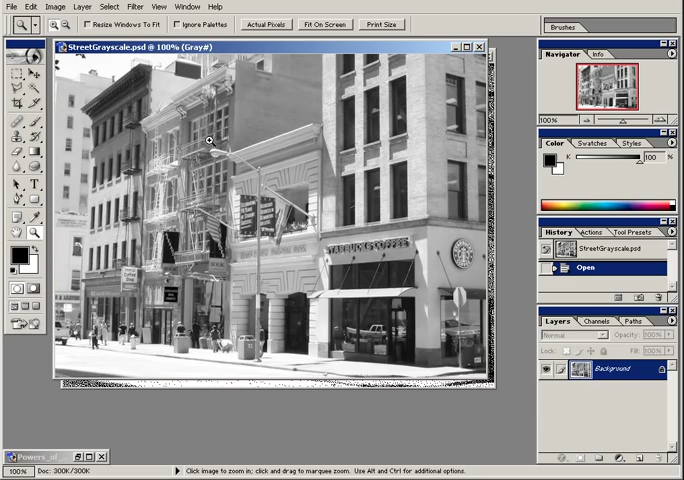 File Edit Image Layer Select Filter View Window Help
Resize Windows To Fit Ignore Palettes Actual Pixels Fit On Screen Print Size Brushes
StreetGrayscale.psd @ 100% (Gray#)
Navigator Info
100%
Color Swatches Styles
K 100 %
History Actions Tool Presets
StreetGrayscale.psd
Open
Layers Channels Paths
Normal Opacity: 100%
Lock: Fill: 100%
Background
STARBUCKS COFFEE
Powers_of_
100% Doc: 300K/300K Click image to zoom in; click and drag to marquee zoom. Use Alt and Ctrl for additional options.